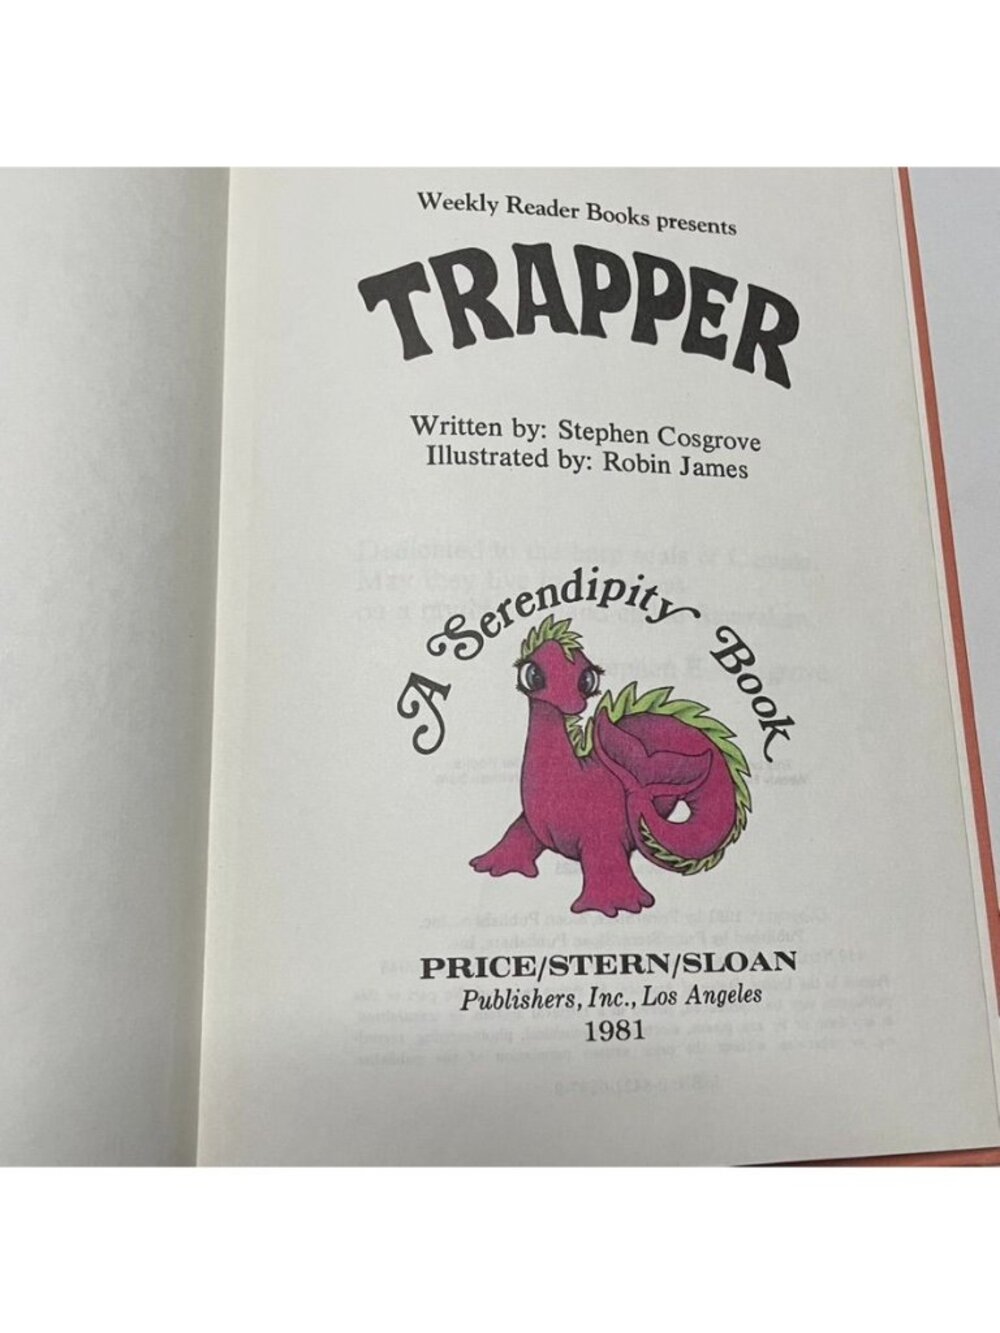 Weekly Reader Books presents
TRAPPER
Written by: Stephen Cosgrove
Illustrated by: Robin James
A Serendipity Book
PRICE/STERN/SLOAN
Publishers, Inc., Los Angeles
1981